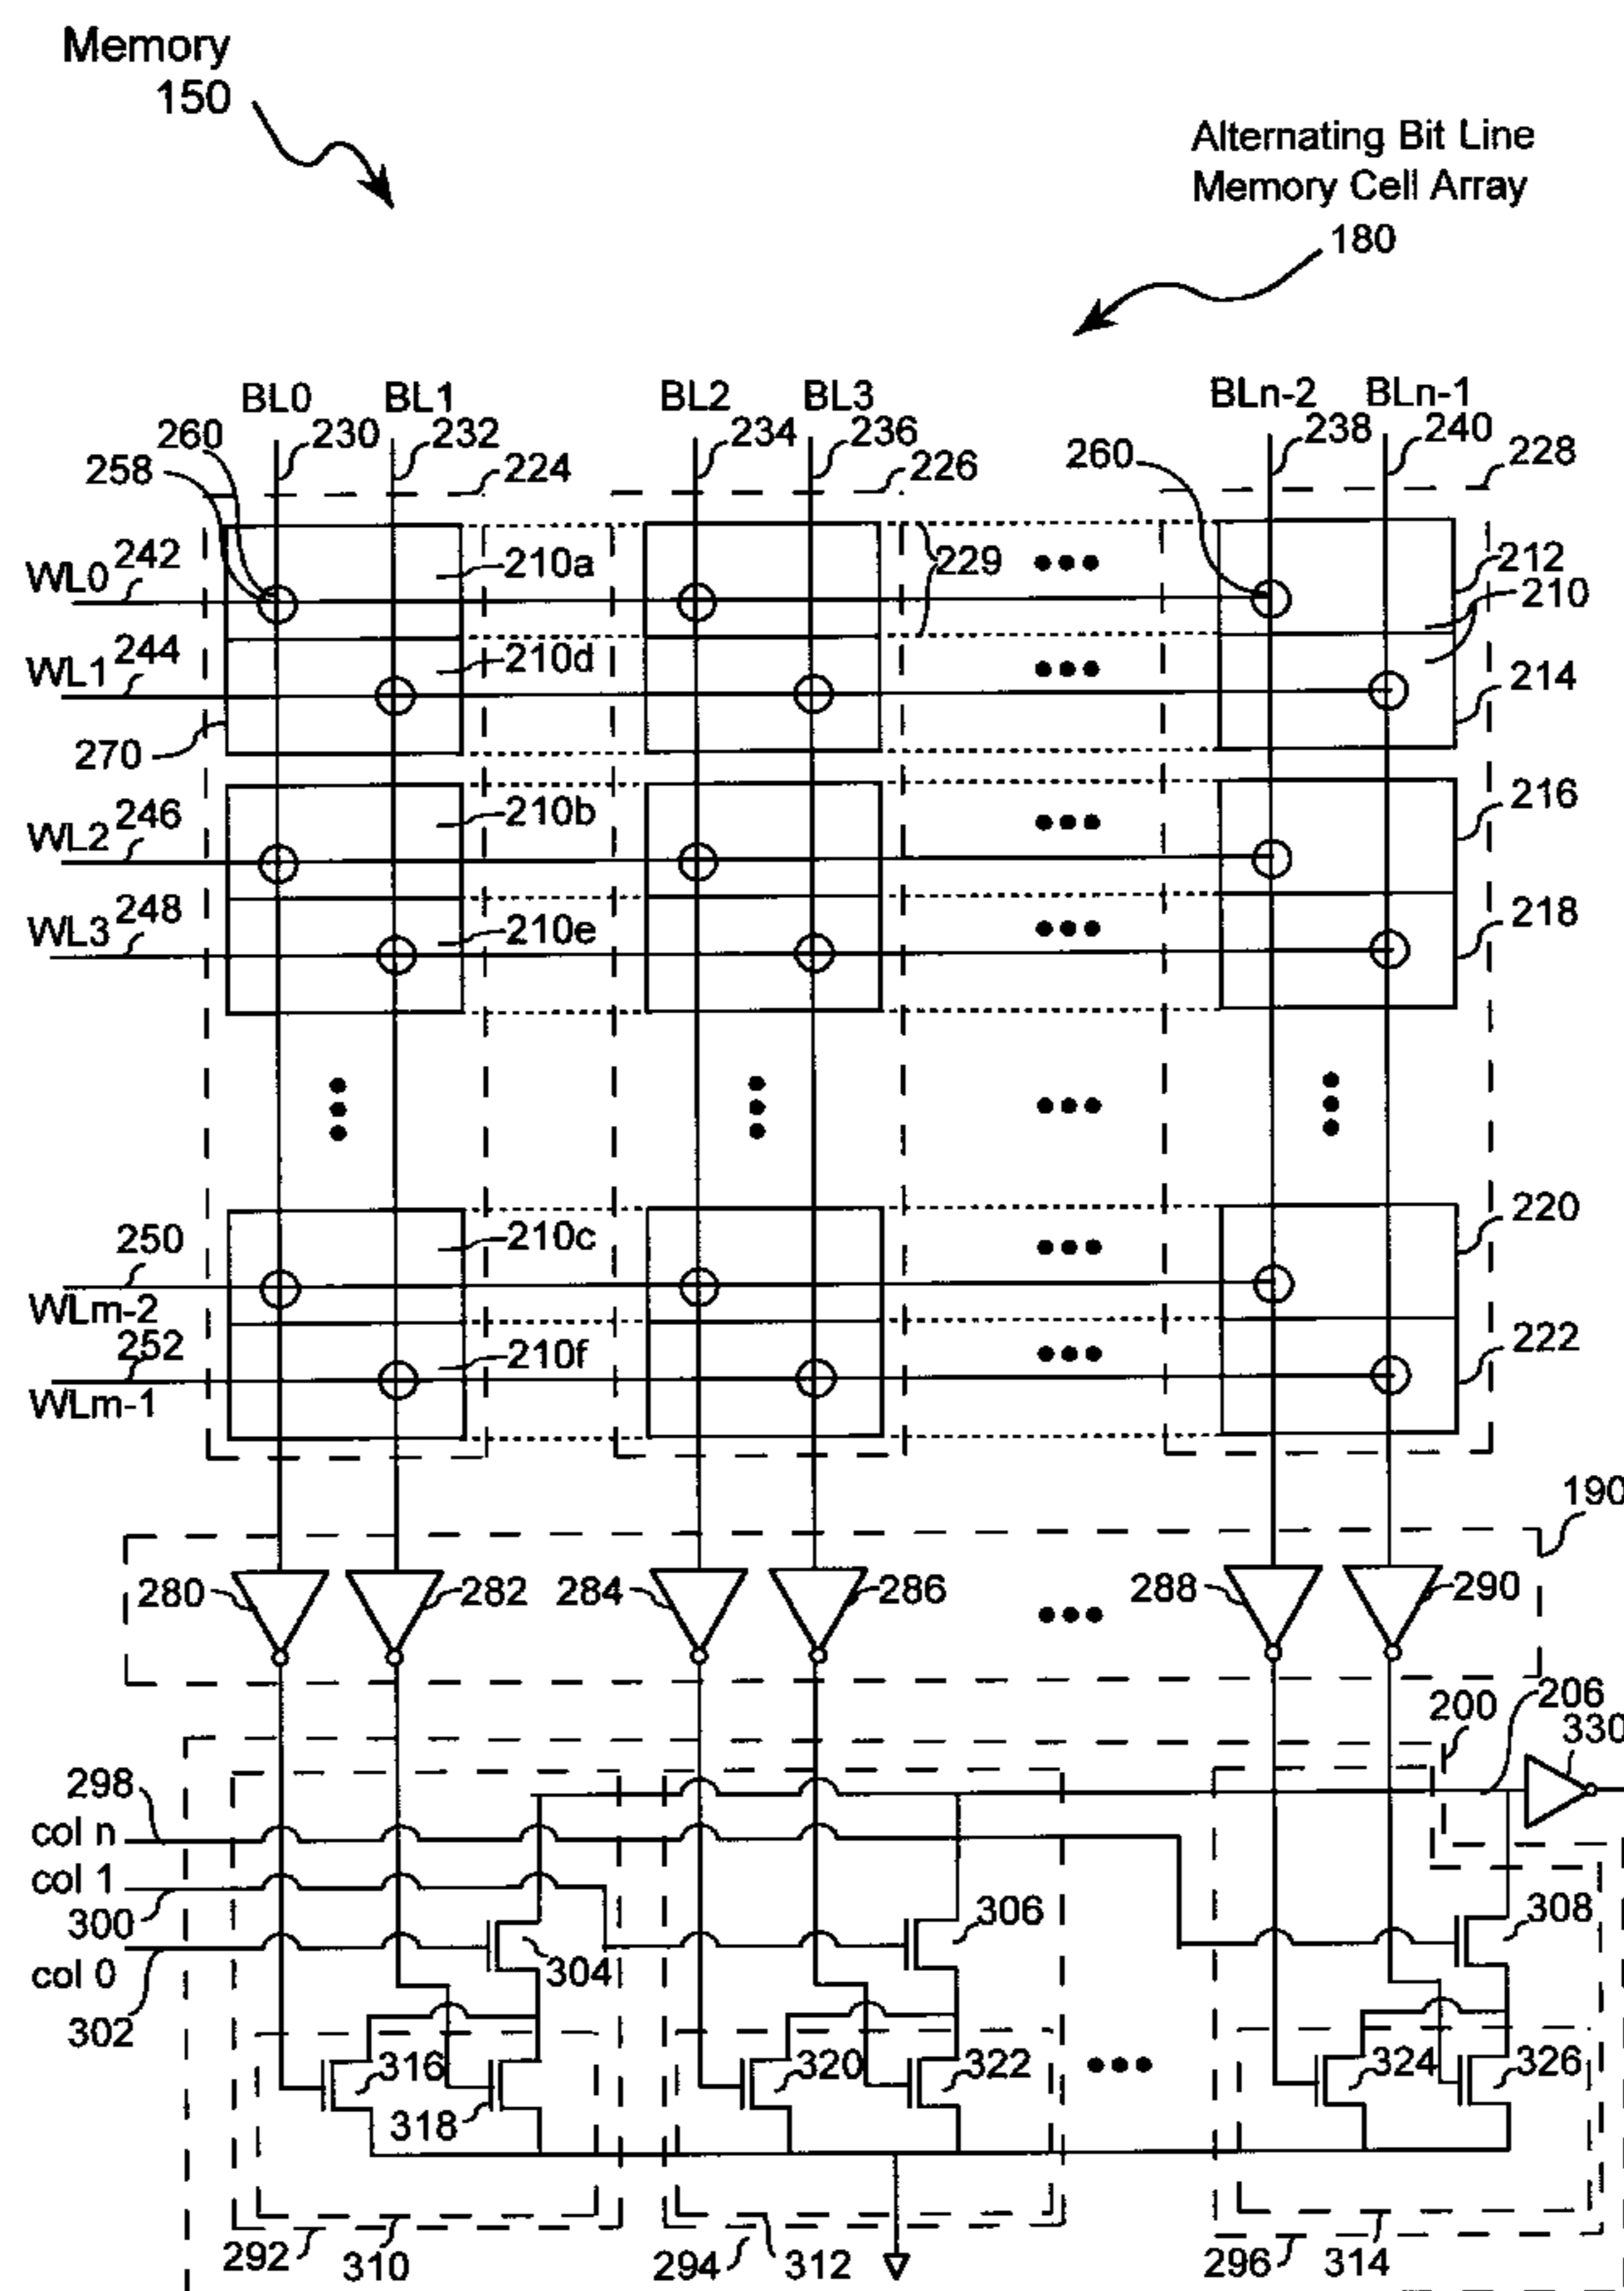 Memory
150
Alternating Bit Line
Memory Cell Array
180
BL0 BL1 BL2 BL3 BLn-2 BLn-1
260 230 232 234 236 260 238 240
258 224 226 228
WL0 242 210a 229 212
210
WL1 244 210d 214
270
WL2 246 210b 216
WL3 248 210e 218
250 210c 220
WLm-2
252 210f 222
WLm-1
190
280 282 284 286 288 290
200 206
330
298
col n
col 1
300 306 308
col 0 304
302
316 320 322 324 326
318
292 310 294 312 296 314